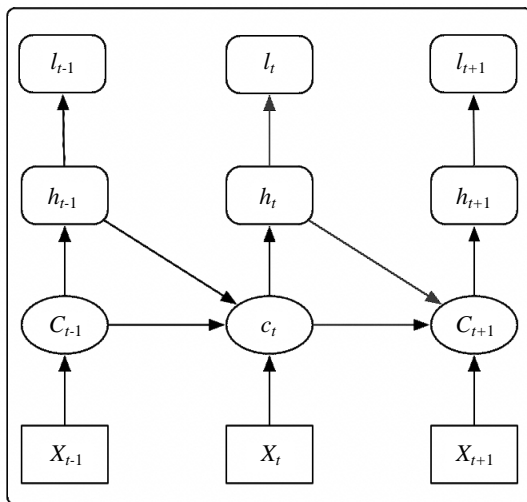 l_{t-1} l_t l_{t+1}
h_{t-1} h_t h_{t+1}
C_{t-1} c_t C_{t+1}
X_{t-1} X_t X_{t+1}